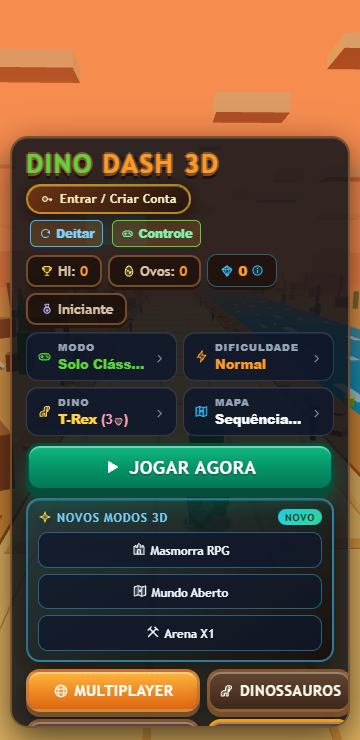 DINO DASH 3D
Entrar / Criar Conta
Deitar
Controle
HI: 0
Ovos: 0
0
Iniciante
MODO
Solo Cláss...
DIFICULDADE
Normal
DINO
T-Rex (3)
MAPA
Sequência...
JOGAR AGORA
NOVOS MODOS 3D
NOVO
Masmorra RPG
Mundo Aberto
Arena X1
MULTIPLAYER
DINOSSAUROS